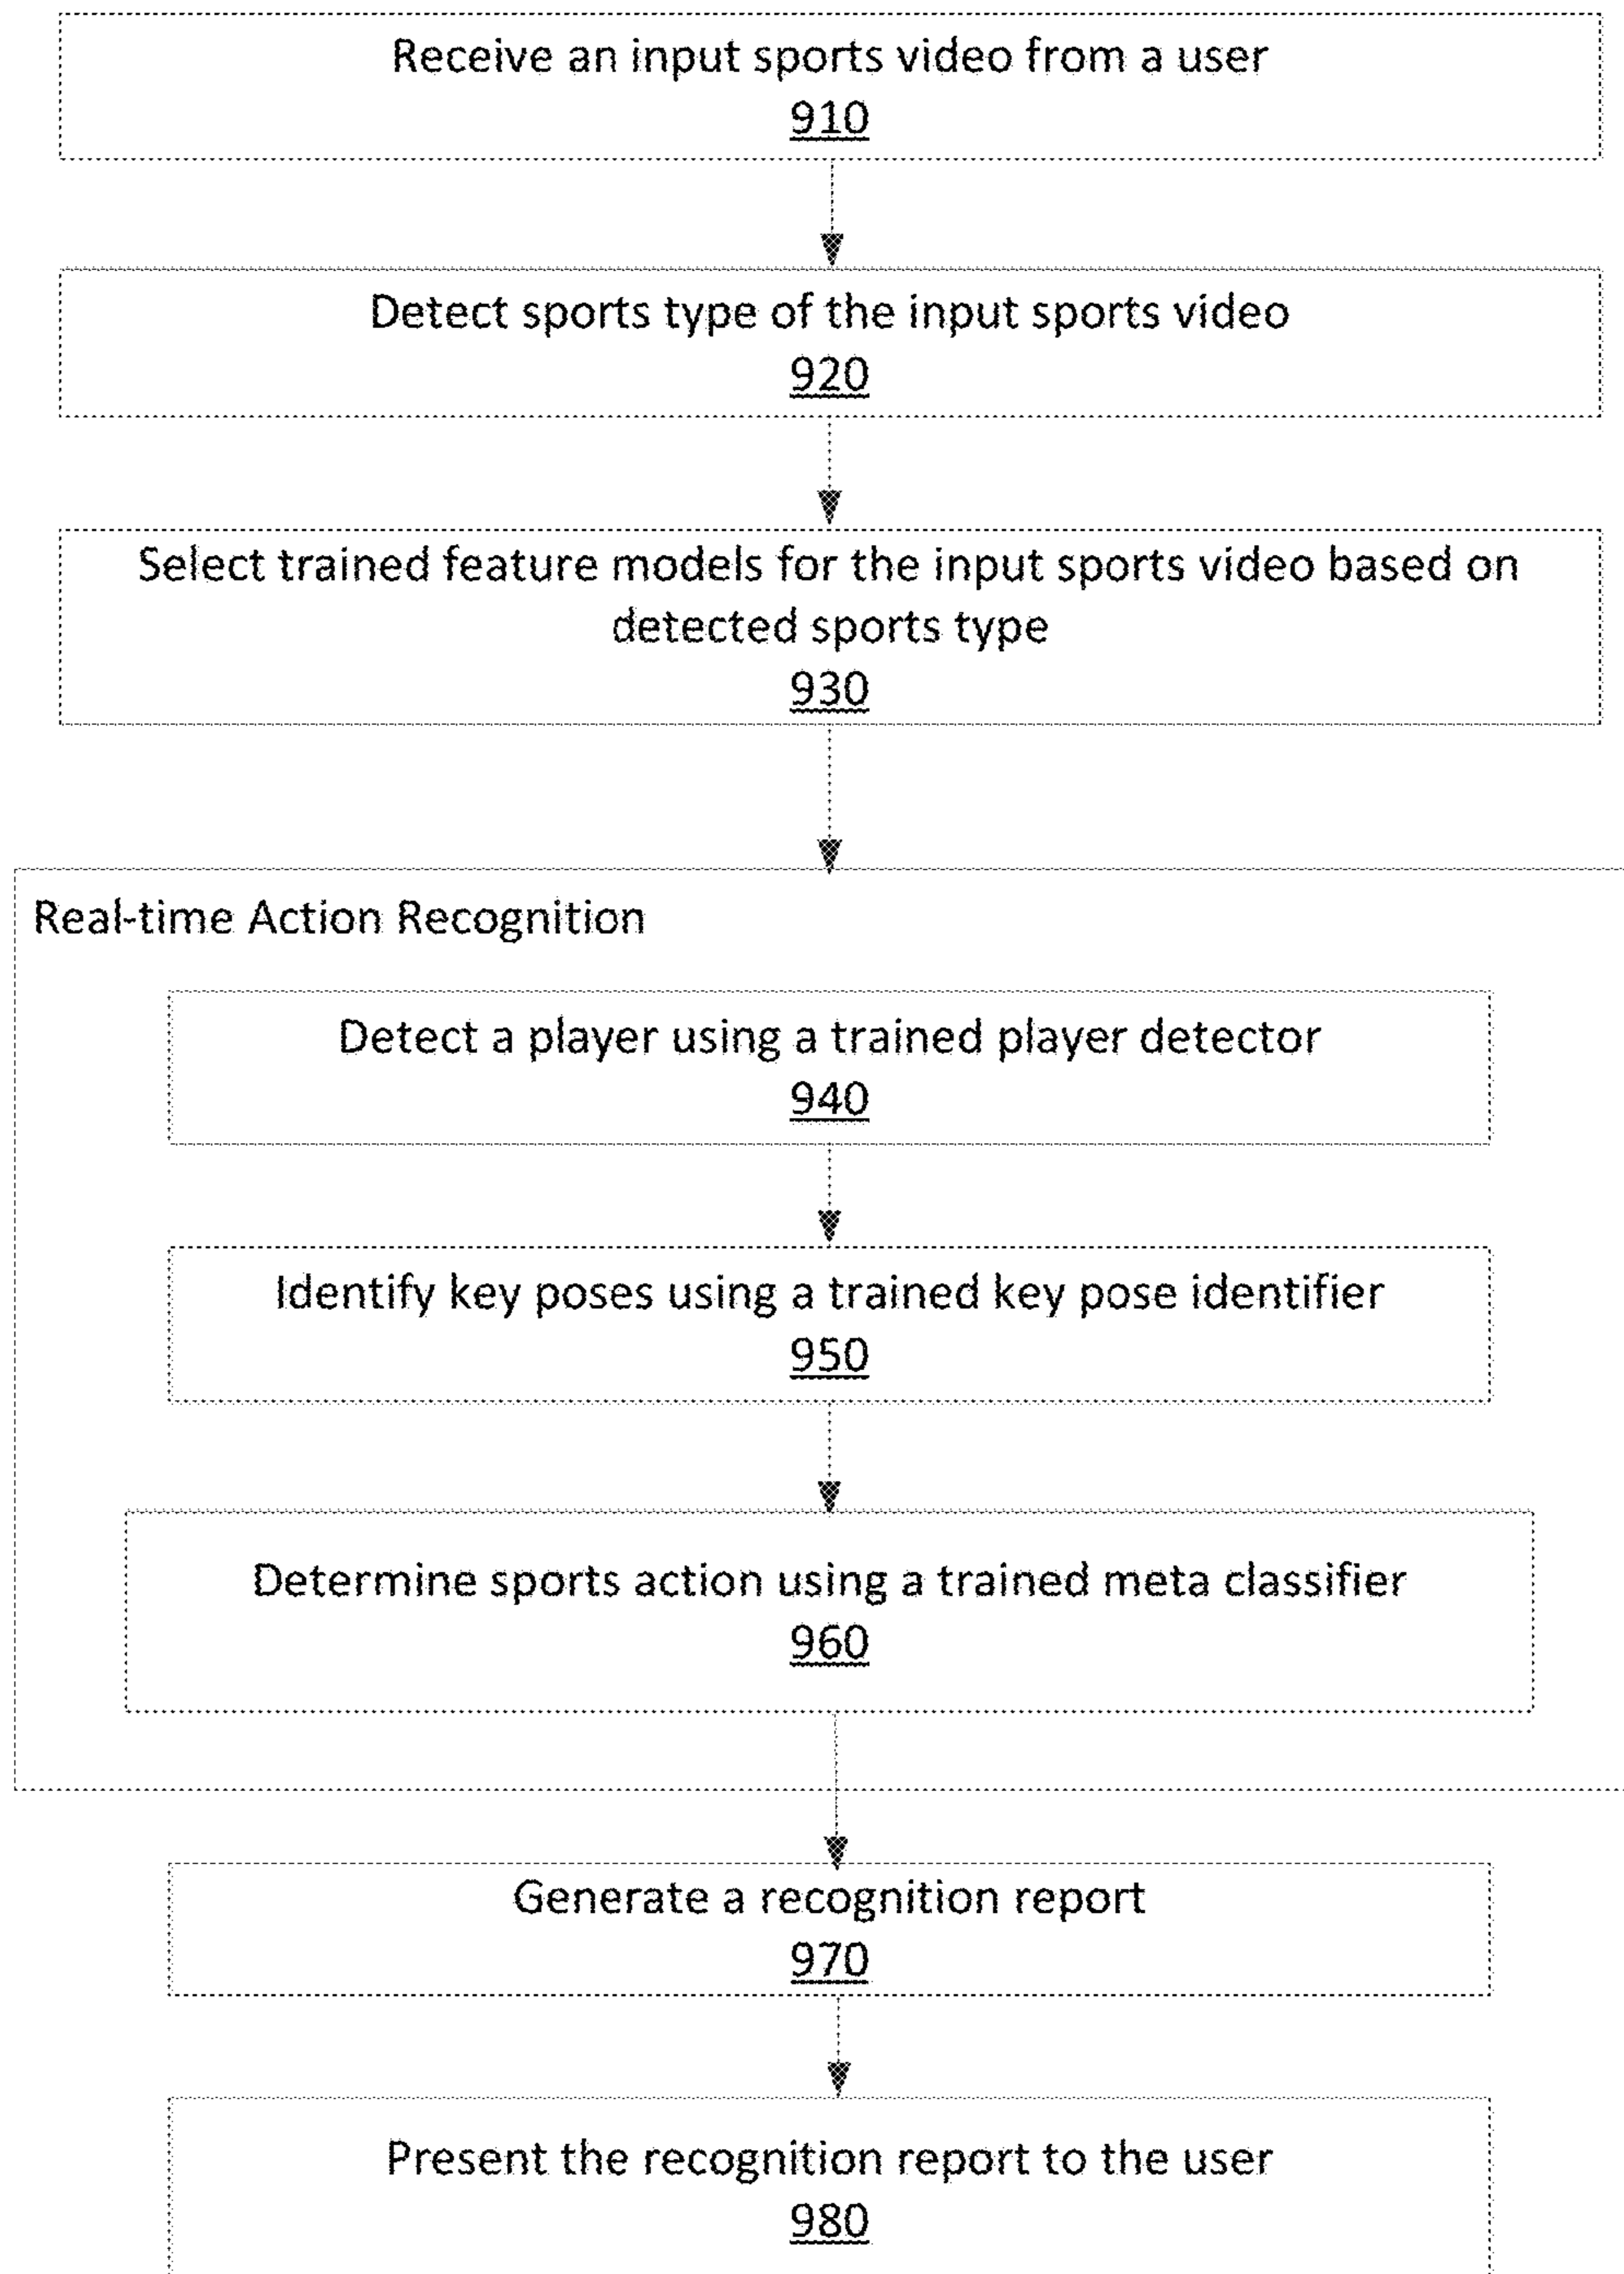 Receive an input sports video from a user
910
Detect sports type of the input sports video
920
Select trained feature models for the input sports video based on
detected sports type
930
Real-time Action Recognition
Detect a player using a trained player detector
940
Identify key poses using a trained key pose identifier
950
Determine sports action using a trained meta classifier
960
Generate a recognition report
970
Present the recognition report to the user
980